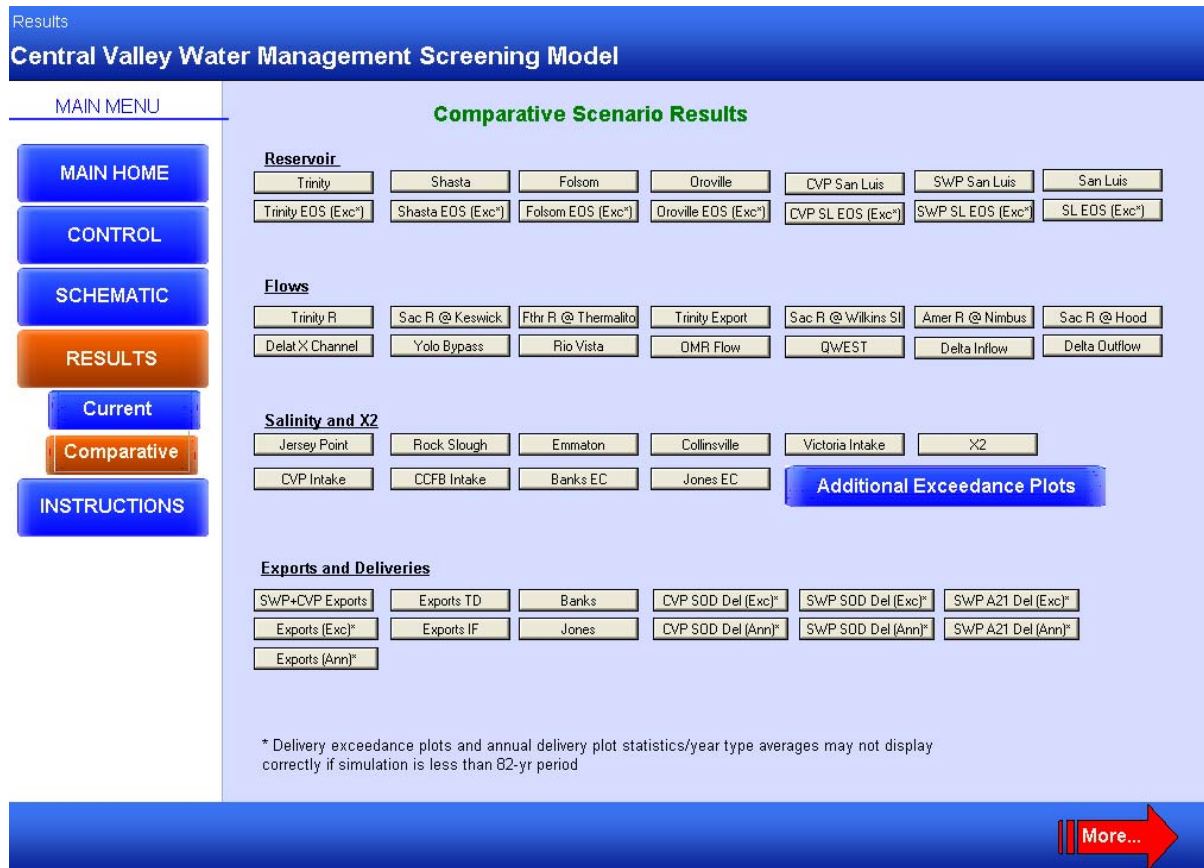 Results
Central Valley Water Management Screening Model
MAIN MENU
MAIN HOME
CONTROL
SCHEMATIC
RESULTS
Current
Comparative
INSTRUCTIONS
Comparative Scenario Results
Reservoir
Trinity Shasta Folsom Oroville CVP San Luis SWP San Luis San Luis
Trinity EOS (Exc*) Shasta EOS (Exc*) Folsom EOS (Exc*) Oroville EOS (Exc*) CVP SL EOS (Exc*) SWP SL EOS (Exc*) SL EOS (Exc*)
Flows
Trinity R Sac R @ Keswick Fthr R @ Thermalito Trinity Export Sac R @ Wilkins Sl Amer R @ Nimbus Sac R @ Hood
Delat X Channel Yolo Bypass Rio Vista OMR Flow QWEST Delta Inflow Delta Outflow
Salinity and X2
Jersey Point Rock Slough Emmaton Collinsville Victoria Intake X2
CVP Intake CCFB Intake Banks EC Jones EC Additional Exceedance Plots
Exports and Deliveries
SWP+CVP Exports Exports TD Banks CVP SOD Del (Exc)* SWP SOD Del (Exc)* SWP A21 Del (Exc)*
Exports (Exc)* Exports IF Jones CVP SOD Del (Ann)* SWP SOD Del (Ann)* SWP A21 Del (Ann)*
Exports (Ann)*
* Delivery exceedance plots and annual delivery plot statistics/year type averages may not display
correctly if simulation is less than 82-yr period
More...